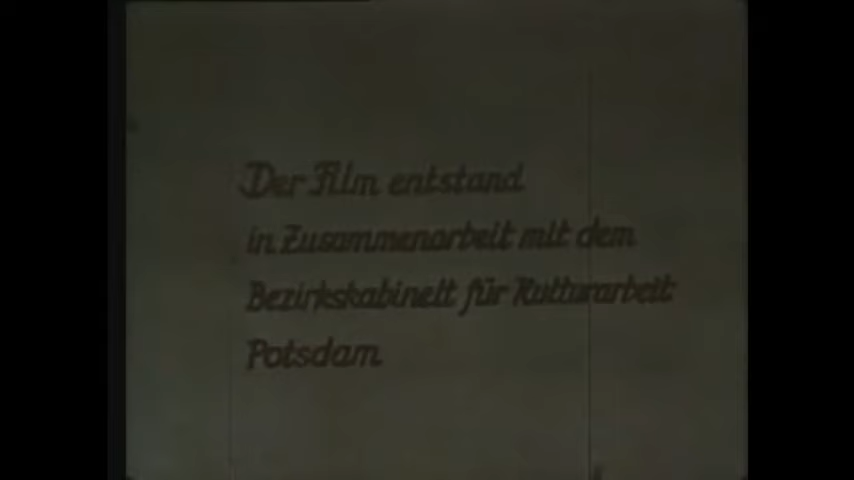 Der Film entstand
in Zusammenarbeit mit dem
Bezirkskabinett für Kulturarbeit
Potsdam